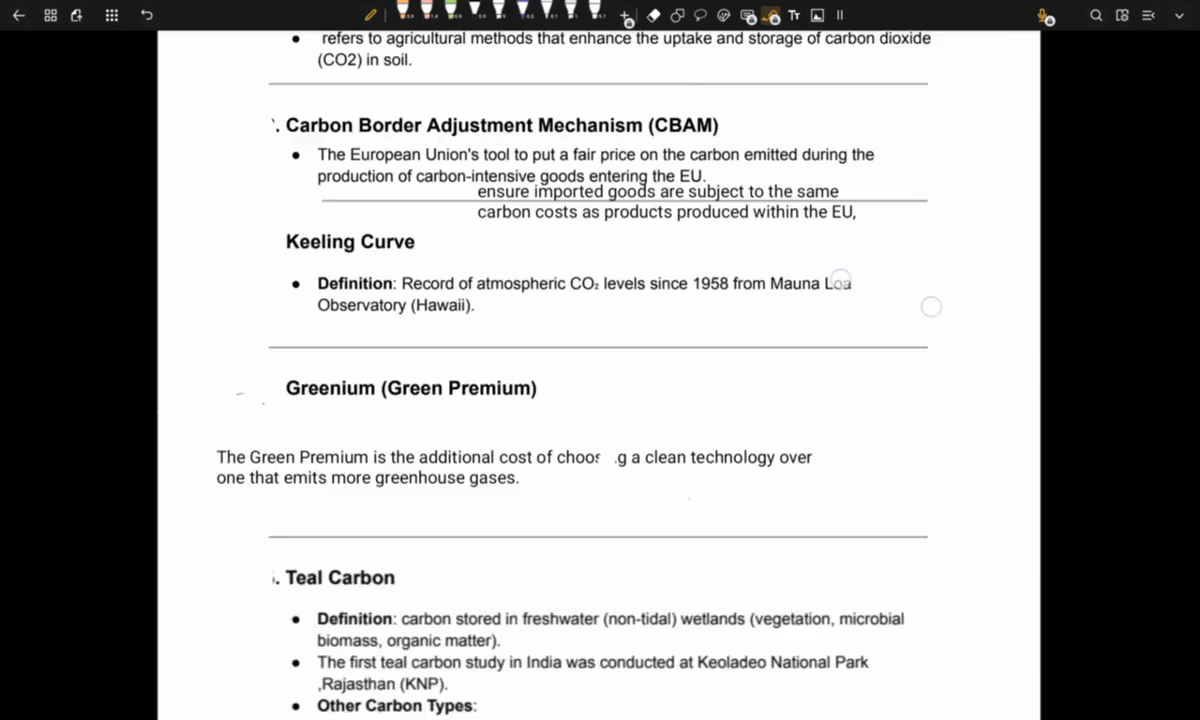 refers to agricultural methods that enhance the uptake and storage of carbon dioxide
(CO2) in soil.
. Carbon Border Adjustment Mechanism (CBAM)
The European Union's tool to put a fair price on the carbon emitted during the
production of carbon-intensive goods entering the EU.
ensure imported goods are subject to the same
carbon costs as products produced within the EU,
Keeling Curve
Definition: Record of atmospheric CO₂ levels since 1958 from Mauna Loa
Observatory (Hawaii).
Greenium (Green Premium)
The Green Premium is the additional cost of a clean technology over
one that emits more greenhouse gases.
. Teal Carbon
Definition: carbon stored in freshwater (non-tidal) wetlands (vegetation, microbial
biomass, organic matter).
The first teal carbon study in India was conducted at Keoladeo National Park
,Rajasthan (KNP).
Other Carbon Types: